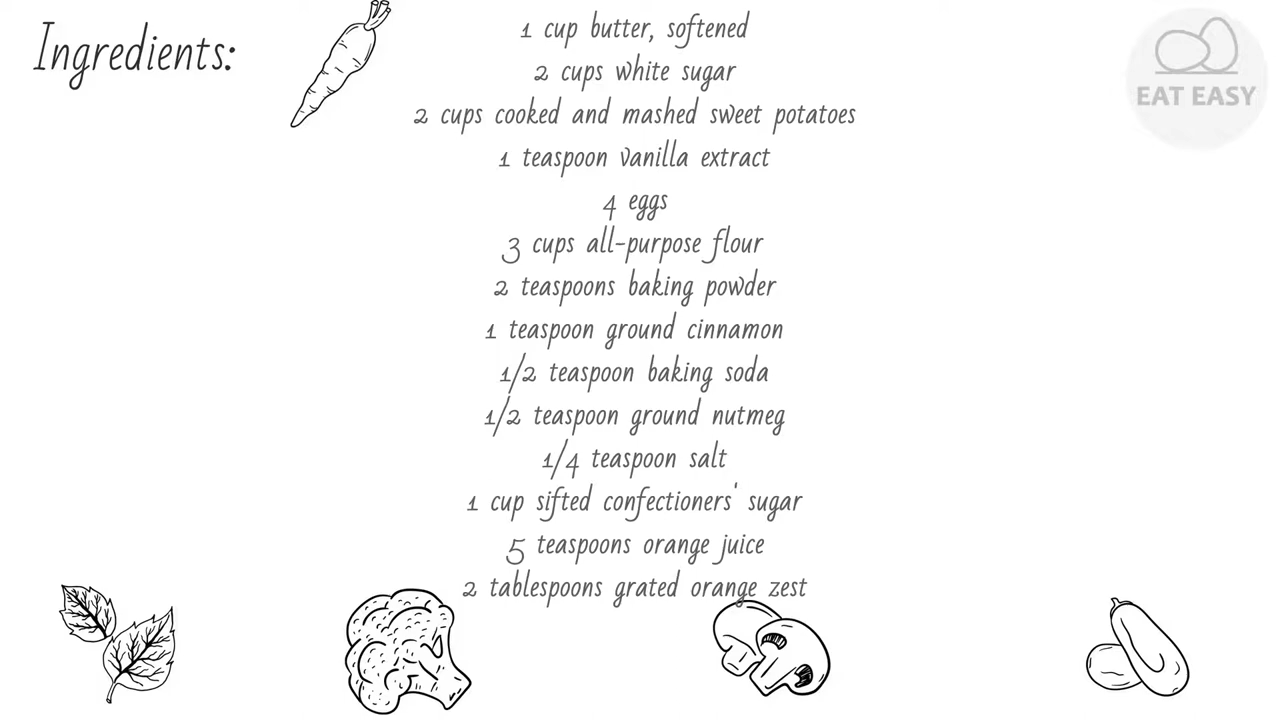 Ingredients:
1 cup butter, softened
2 cups white sugar
2 cups cooked and mashed sweet potatoes
1 teaspoon vanilla extract
4 eggs
3 cups all-purpose flour
2 teaspoons baking powder
1 teaspoon ground cinnamon
1/2 teaspoon baking soda
1/2 teaspoon ground nutmeg
1/4 teaspoon salt
1 cup sifted confectioners' sugar
5 teaspoons orange juice
2 tablespoons grated orange zest
EAT EASY